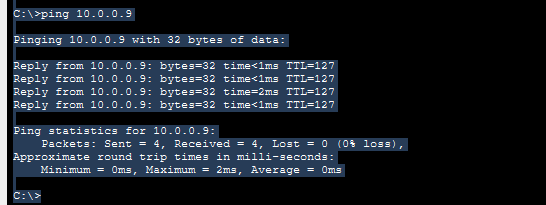 C:\>ping 10.0.0.9
Pinging 10.0.0.9 with 32 bytes of data:
Reply from 10.0.0.9: bytes=32 time<1ms TTL=127
Reply from 10.0.0.9: bytes=32 time<1ms TTL=127
Reply from 10.0.0.9: bytes=32 time=2ms TTL=127
Reply from 10.0.0.9: bytes=32 time<1ms TTL=127
Ping statistics for 10.0.0.9:
    Packets: Sent = 4, Received = 4, Lost = 0 (0% loss),
Approximate round trip times in milli-seconds:
    Minimum = 0ms, Maximum = 2ms, Average = 0ms
C:\>